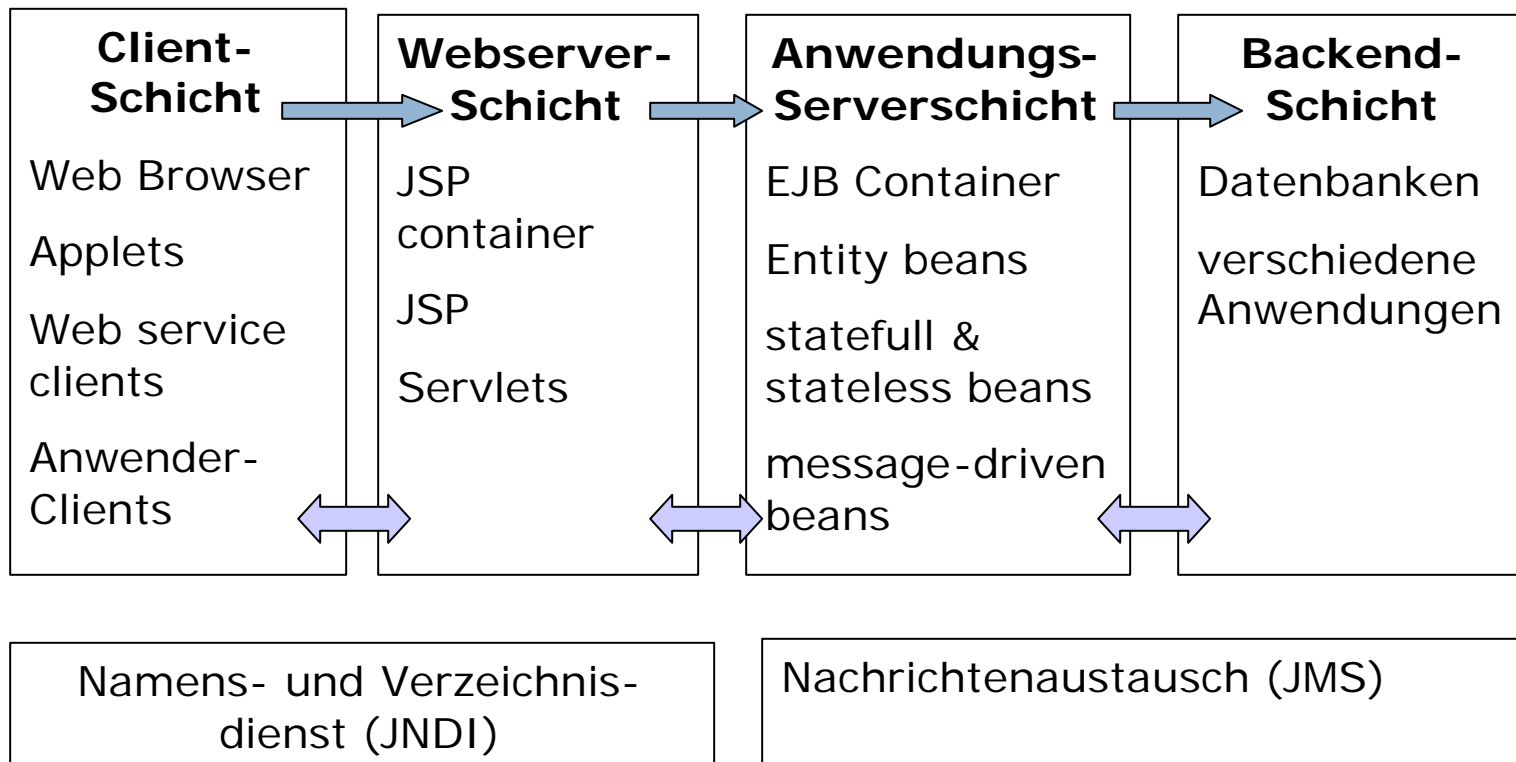 Client-
Schicht
Web Browser
Applets
Web service
clients
Anwender-
Clients
Webserver-
Schicht
JSP
container
JSP
Servlets
Anwendungs-
Serverschicht
EJB Container
Entity beans
statefull &
stateless beans
message-driven
beans
Backend-
Schicht
Datenbanken
verschiedene
Anwendungen
Namens- und Verzeichnis-
dienst (JNDI)
Nachrichtenaustausch (JMS)